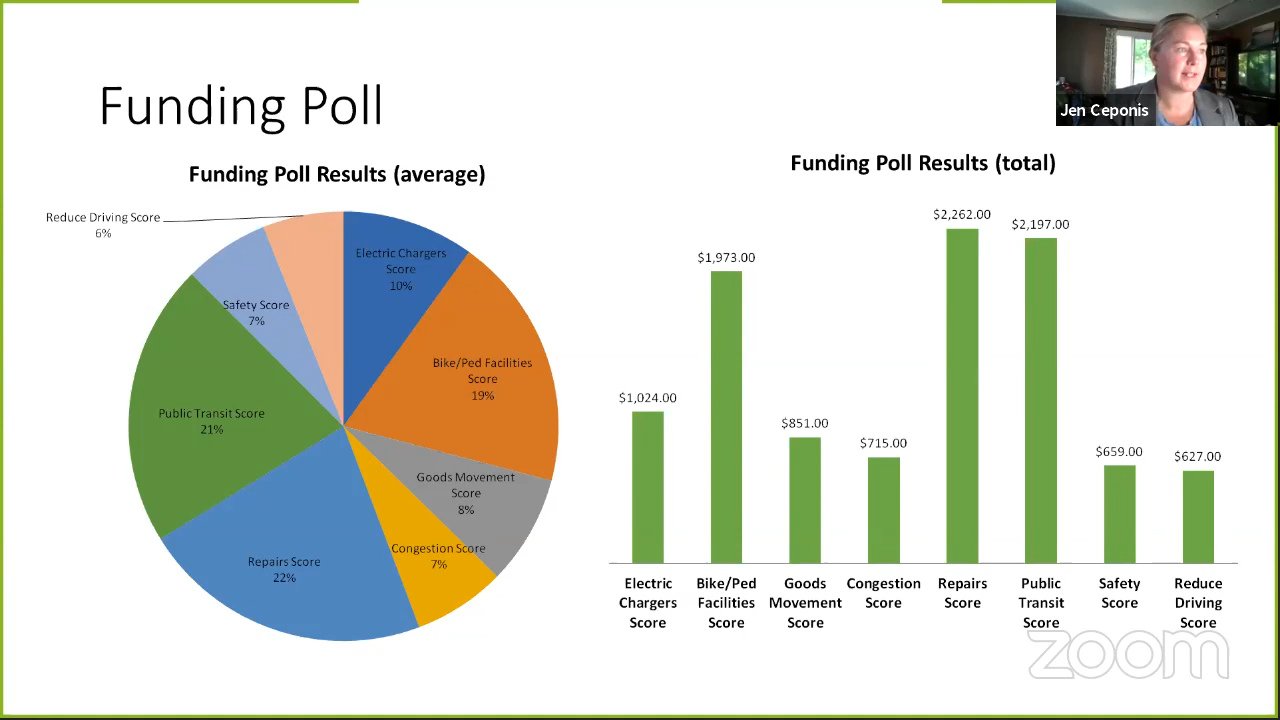 Jen Ceponis
Funding Poll
Funding Poll Results (average)
Reduce Driving Score
6%
Electric Chargers
Score
10%
Safety Score
7%
Bike/Ped Facilities
Score
19%
Public Transit Score
21%
Goods Movement
Score
8%
Congestion Score
7%
Repairs Score
22%
Funding Poll Results (total)
$1,024.00
$1,973.00
$851.00
$715.00
$2,262.00
$2,197.00
$659.00
$627.00
Electric
Chargers
Score
Bike/Ped
Facilities
Score
Goods
Movement
Score
Congestion
Score
Repairs
Score
Public
Transit
Score
Safety
Score
Reduce
Driving
Score
zoom